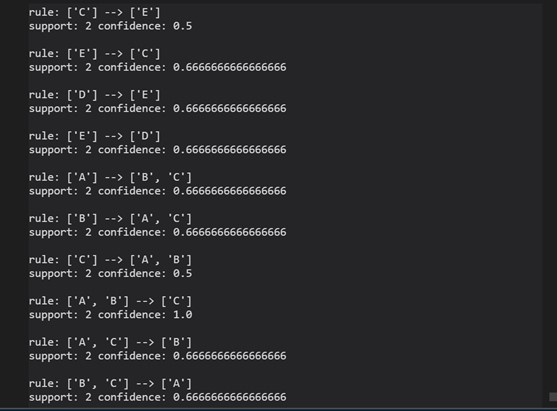 rule: ['C'] --> ['E']
support: 2 confidence: 0.5
rule: ['E'] --> ['C']
support: 2 confidence: 0.6666666666666666
rule: ['D'] --> ['E']
support: 2 confidence: 0.6666666666666666
rule: ['E'] --> ['D']
support: 2 confidence: 0.6666666666666666
rule: ['A'] --> ['B', 'C']
support: 2 confidence: 0.6666666666666666
rule: ['B'] --> ['A', 'C']
support: 2 confidence: 0.6666666666666666
rule: ['C'] --> ['A', 'B']
support: 2 confidence: 0.5
rule: ['A', 'B'] --> ['C']
support: 2 confidence: 1.0
rule: ['A', 'C'] --> ['B']
support: 2 confidence: 0.6666666666666666
rule: ['B', 'C'] --> ['A']
support: 2 confidence: 0.6666666666666666